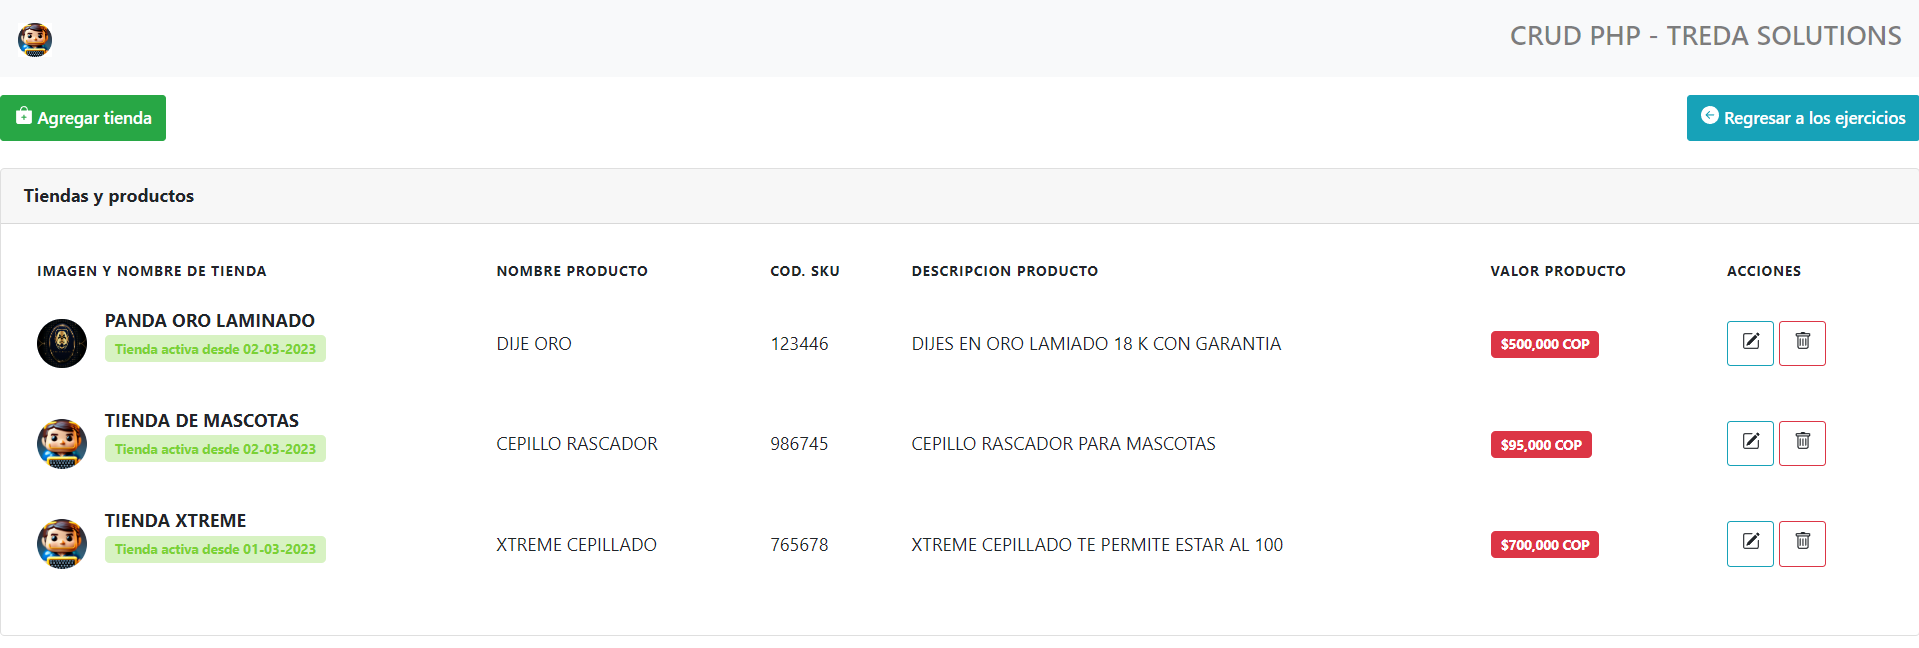 CRUD PHP - TREDA SOLUTIONS
Agregar tienda
Regresar a los ejercicios
Tiendas y productos
IMAGEN Y NOMBRE DE TIENDA NOMBRE PRODUCTO COD. SKU DESCRIPCION PRODUCTO VALOR PRODUCTO ACCIONES
PANDA ORO LAMINADO
Tienda activa desde 02-03-2023
DIJE ORO 123446 DIJES EN ORO LAMIADO 18 K CON GARANTIA $500,000 COP
TIENDA DE MASCOTAS
Tienda activa desde 02-03-2023
CEPILLO RASCADOR 986745 CEPILLO RASCADOR PARA MASCOTAS $95,000 COP
TIENDA XTREME
Tienda activa desde 01-03-2023
XTREME CEPILLADO 765678 XTREME CEPILLADO TE PERMITE ESTAR AL 100 $700,000 COP